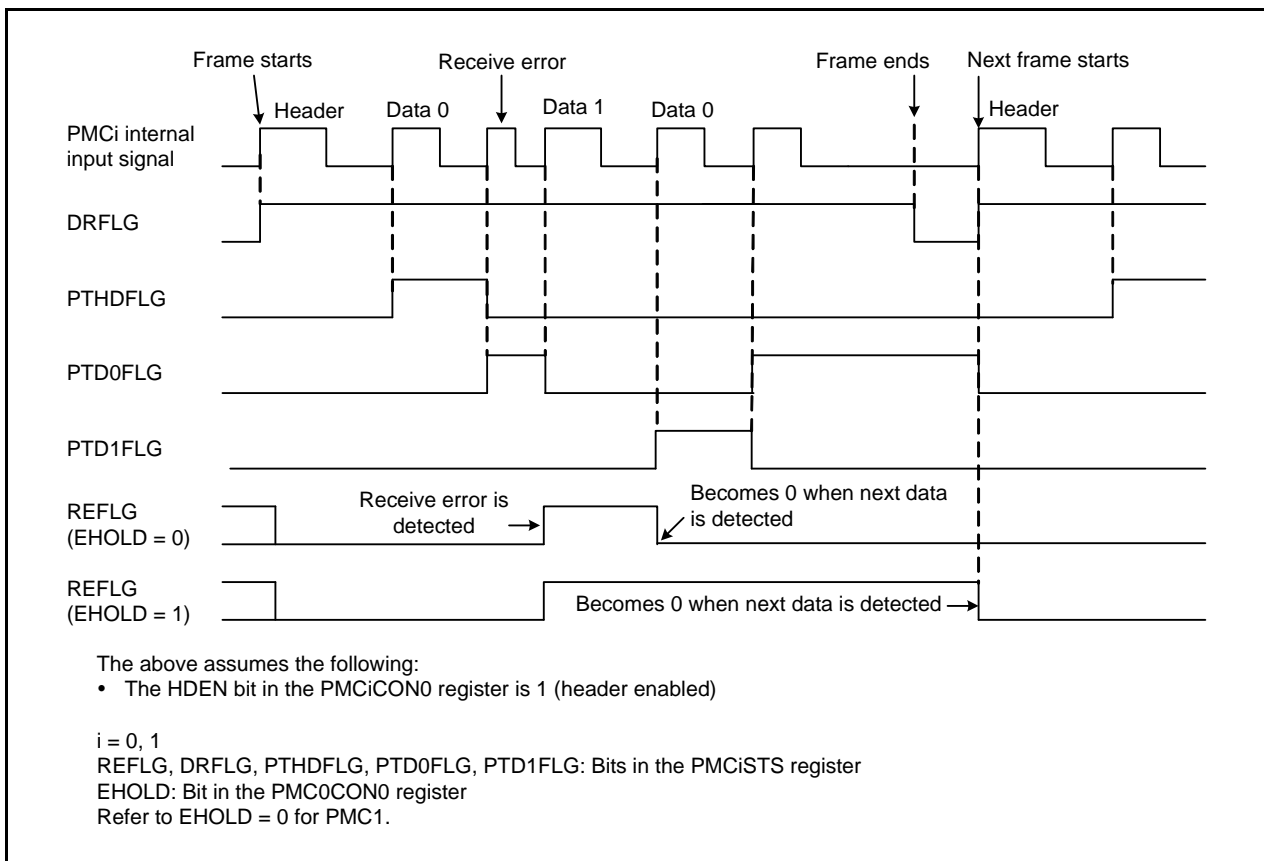 Frame starts
Receive error
Frame ends
Next frame starts
Header
Data 0
Data 1
Data 0
Header
PMCi internal
input signal
DRFLG
PTHDFLG
PTD0FLG
PTD1FLG
REFLG
(EHOLD = 0)
Receive error is
detected
Becomes 0 when next data
is detected
REFLG
(EHOLD = 1)
Becomes 0 when next data is detected
The above assumes the following:
• The HDEN bit in the PMCiCON0 register is 1 (header enabled)
i = 0, 1
REFLG, DRFLG, PTHDFLG, PTD0FLG, PTD1FLG: Bits in the PMCiSTS register
EHOLD: Bit in the PMC0CON0 register
Refer to EHOLD = 0 for PMC1.